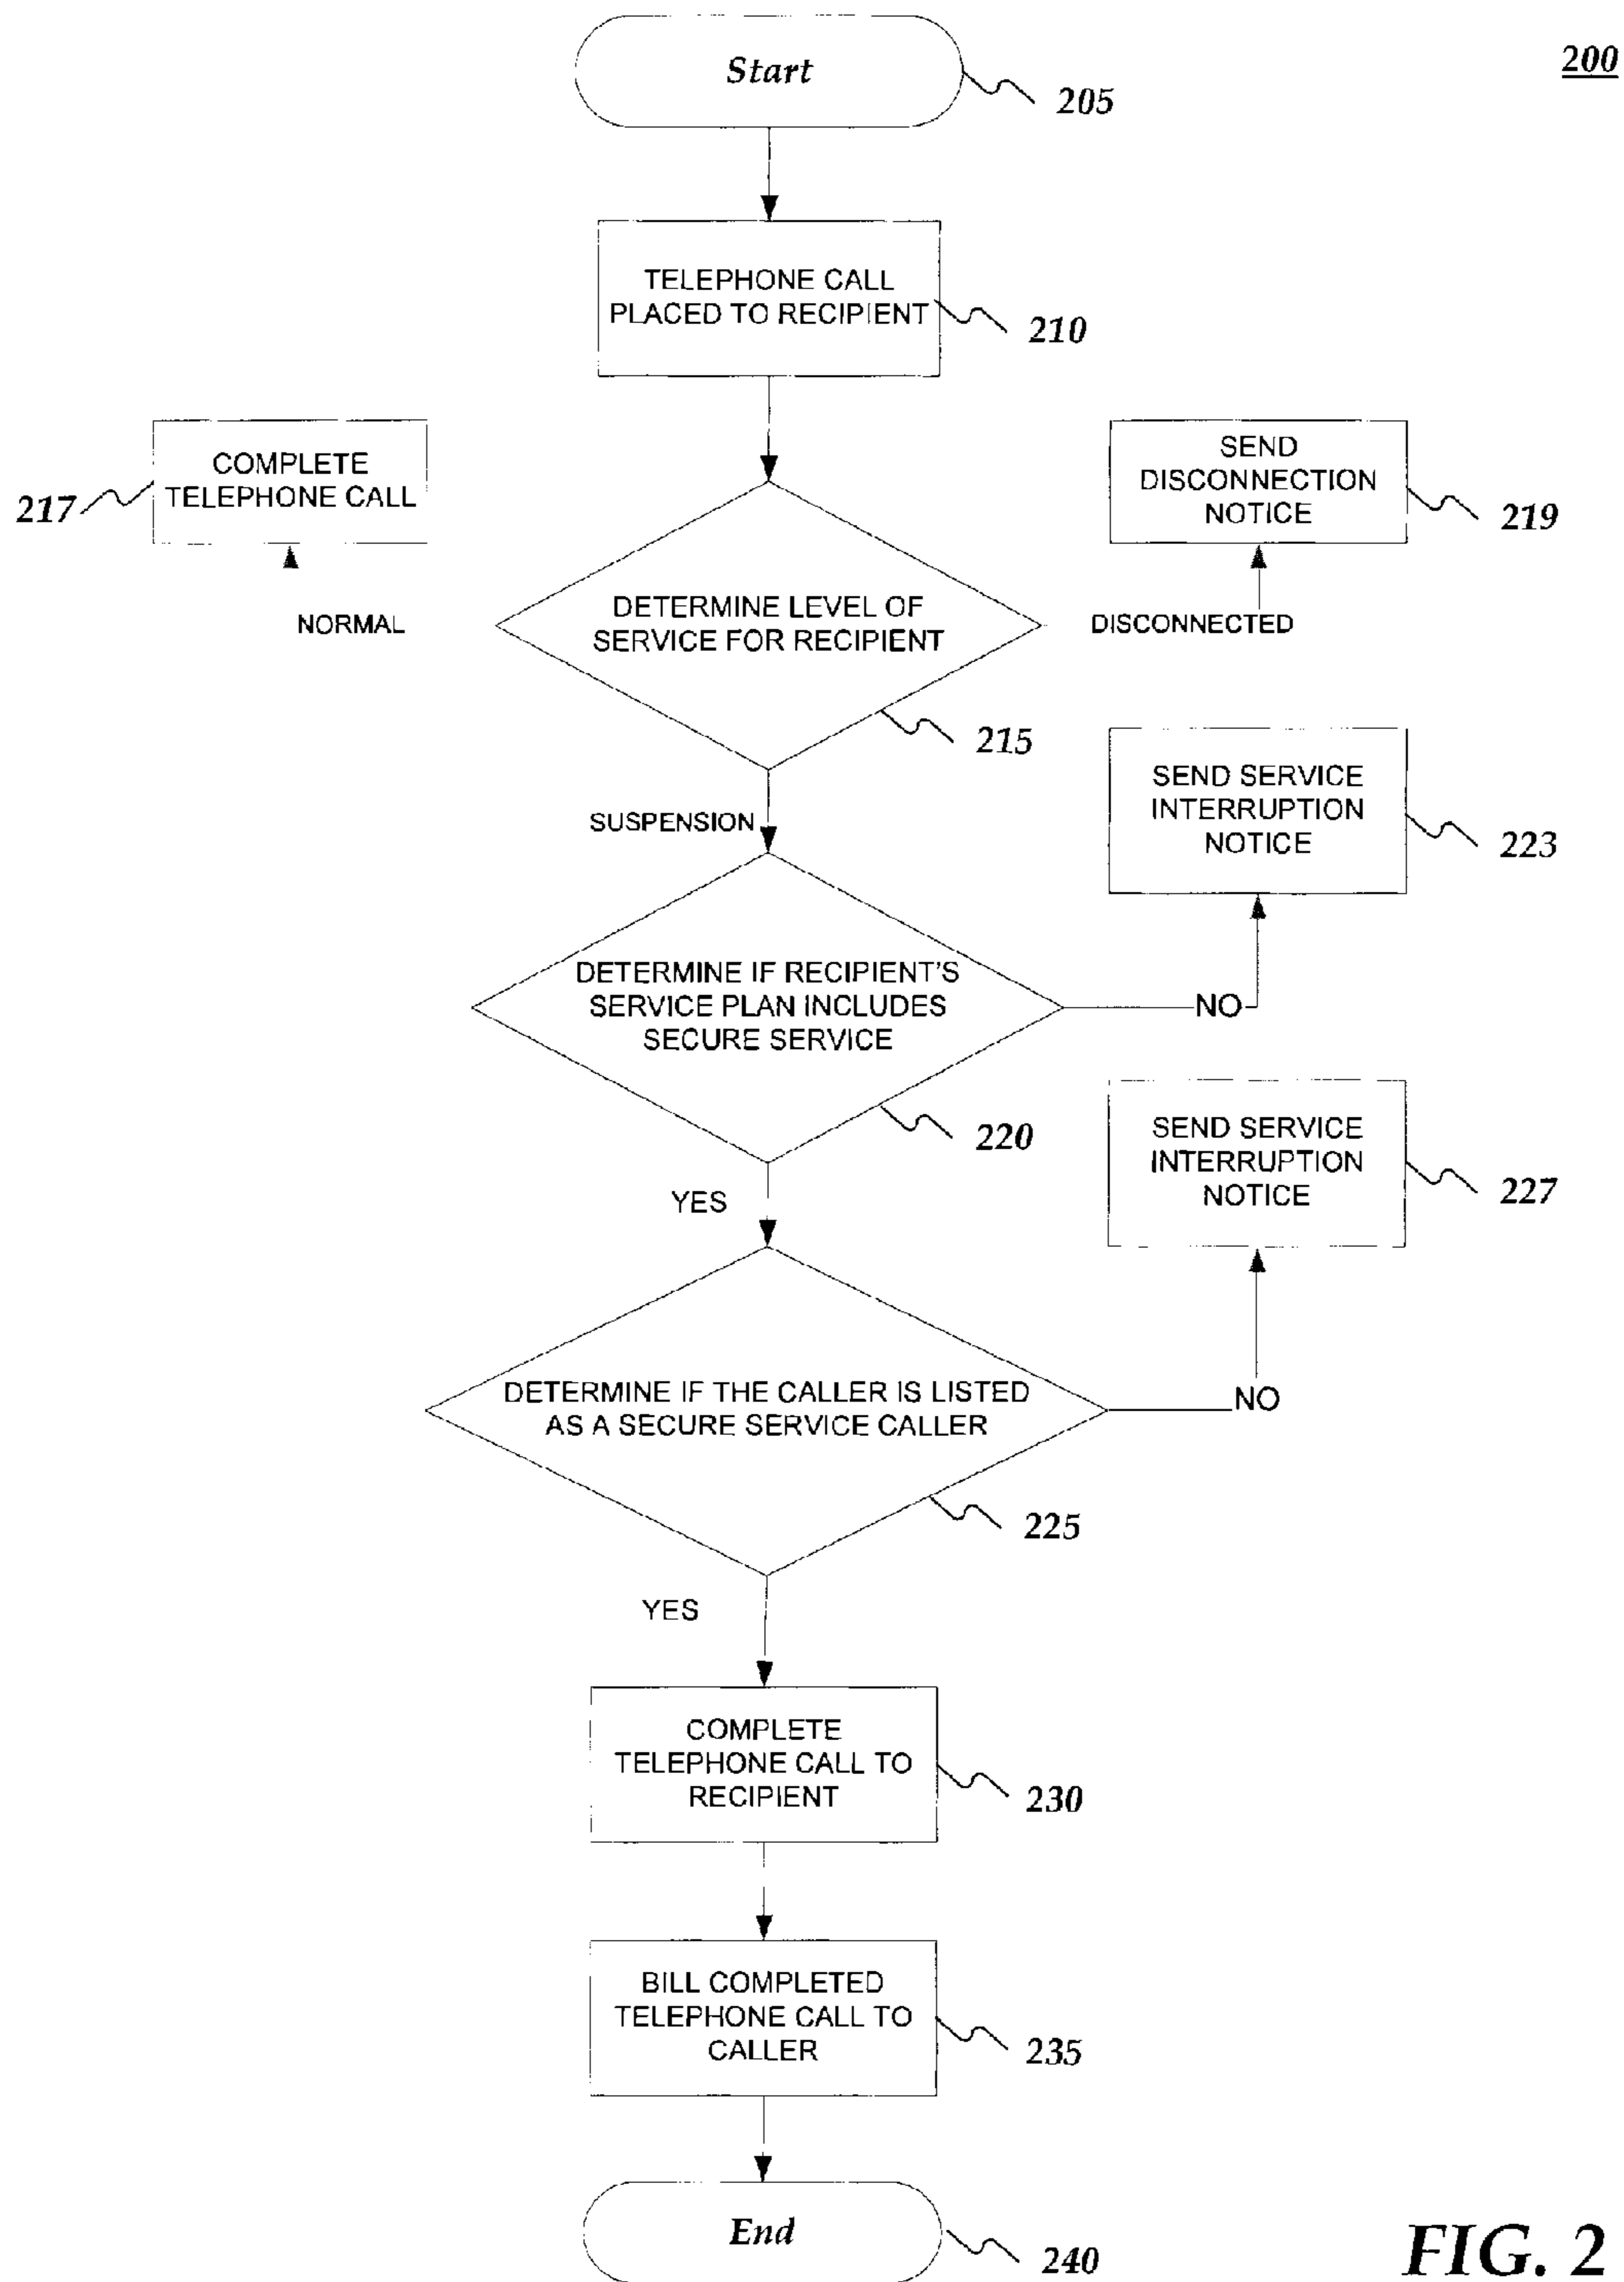 200
Start
205
TELEPHONE CALL
PLACED TO RECIPIENT
210
COMPLETE
TELEPHONE CALL
217
SEND
DISCONNECTION
NOTICE
219
NORMAL
DETERMINE LEVEL OF
SERVICE FOR RECIPIENT
DISCONNECTED
215
SUSPENSION
SEND SERVICE
INTERRUPTION
NOTICE
223
DETERMINE IF RECIPIENT'S
SERVICE PLAN INCLUDES
SECURE SERVICE
NO
220
YES
SEND SERVICE
INTERRUPTION
NOTICE
227
DETERMINE IF THE CALLER IS LISTED
AS A SECURE SERVICE CALLER
NO
225
YES
COMPLETE
TELEPHONE CALL TO
RECIPIENT
230
BILL COMPLETED
TELEPHONE CALL TO
CALLER
235
End
240
FIG. 2